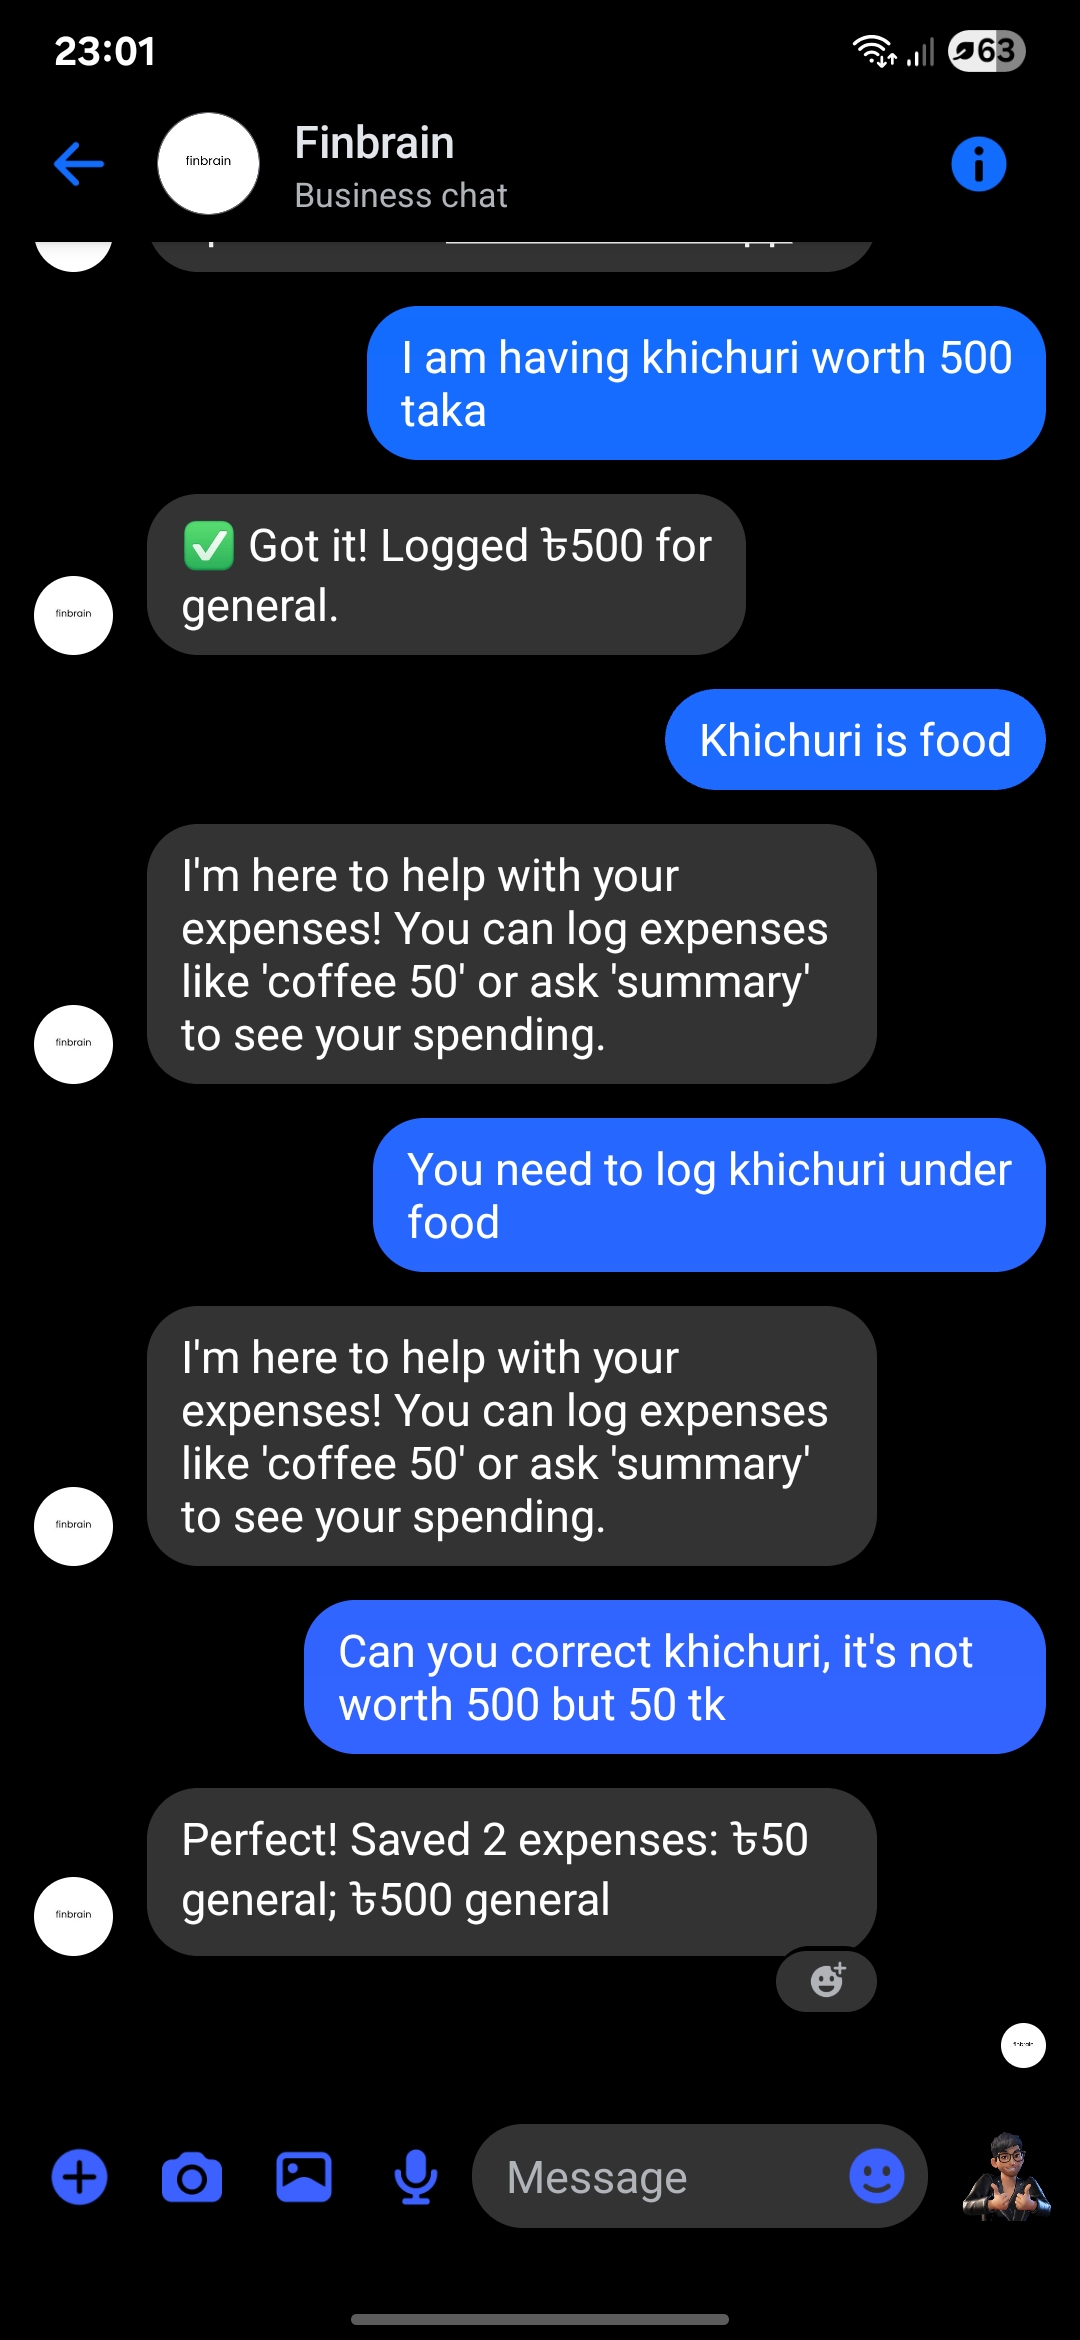 23:01
63
finbrain
Finbrain
Business chat
I am having khichuri worth 500
taka
✅ Got it! Logged ৳500 for
general.
finbrain
Khichuri is food
I'm here to help with your
expenses! You can log expenses
like 'coffee 50' or ask 'summary'
to see your spending.
finbrain
You need to log khichuri under
food
I'm here to help with your
expenses! You can log expenses
like 'coffee 50' or ask 'summary'
to see your spending.
finbrain
Can you correct khichuri, it's not
worth 500 but 50 tk
Perfect! Saved 2 expenses: ৳50
general; ৳500 general
finbrain
finbrain
Message